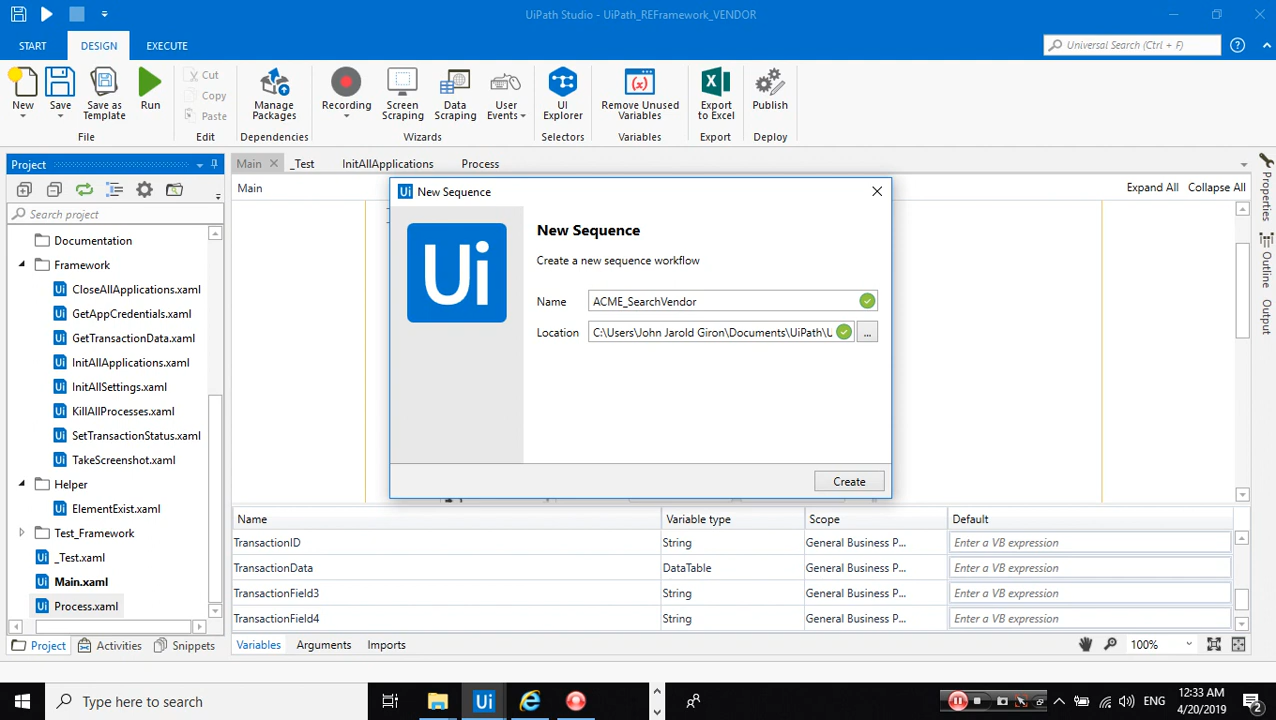 UiPath Studio - UiPath_REFramework_VENDOR
START
DESIGN
EXECUTE
Universal Search (Ctrl + F)
New
Save
Save as Template
Run
Cut
Copy
Paste
Manage Packages
Recording
Screen Scraping
Data Scraping
User Events
UI Explorer
Remove Unused Variables
Export to Excel
Publish
File
Edit
Dependencies
Wizards
Selectors
Variables
Export
Deploy
Project
Search project
Documentation
Framework
CloseAllApplications.xaml
GetAppCredentials.xaml
GetTransactionData.xaml
InitAllApplications.xaml
InitAllSettings.xaml
KillAllProcesses.xaml
SetTransactionStatus.xaml
TakeScreenshot.xaml
Helper
ElementExist.xaml
Test_Framework
_Test.xaml
Main.xaml
Process.xaml
Project
Activities
Snippets
Main
_Test
InitAllApplications
Process
Main
Expand All
Collapse All
Ui New Sequence
Ui
New Sequence
Create a new sequence workflow
Name
ACME_SearchVendor
Location
C:\Users\John Jarold Giron\Documents\UiPath\U
...
Create
Name Variable type Scope Default
TransactionID String General Business P... Enter a VB expression
TransactionData DataTable General Business P... Enter a VB expression
TransactionField3 String General Business P... Enter a VB expression
TransactionField4 String General Business P... Enter a VB expression
Variables
Arguments
Imports
100%
Properties
Outline
Output
Type here to search
Ui
ENG
12:33 AM
4/20/2019
2